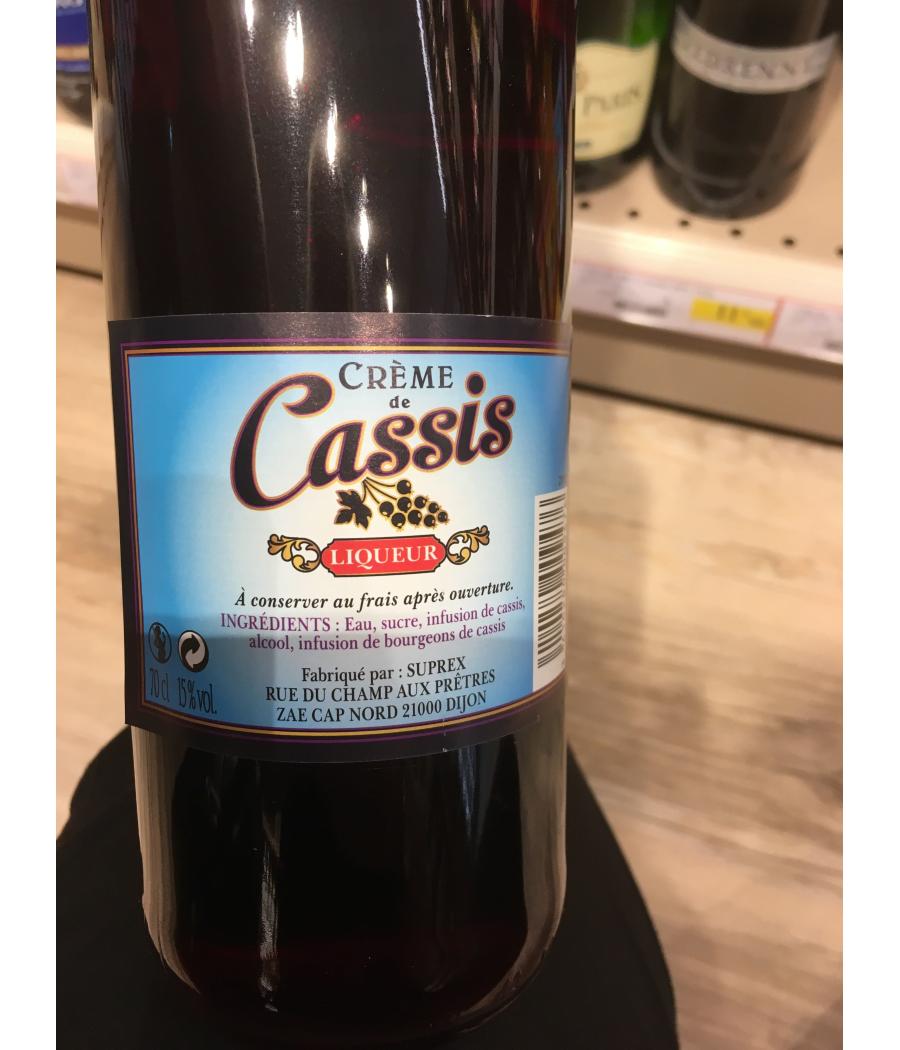 CRÈME
de
Cassis
LIQUEUR
À conserver au frais après ouverture.
INGRÉDIENTS : Eau, sucre, infusion de cassis,
alcool, infusion de bourgeons de cassis
70 cl 15% vol.
Fabriqué par : SUPREX
RUE DU CHAMP AUX PRÊTRES
ZAE CAP NORD 21000 DIJON